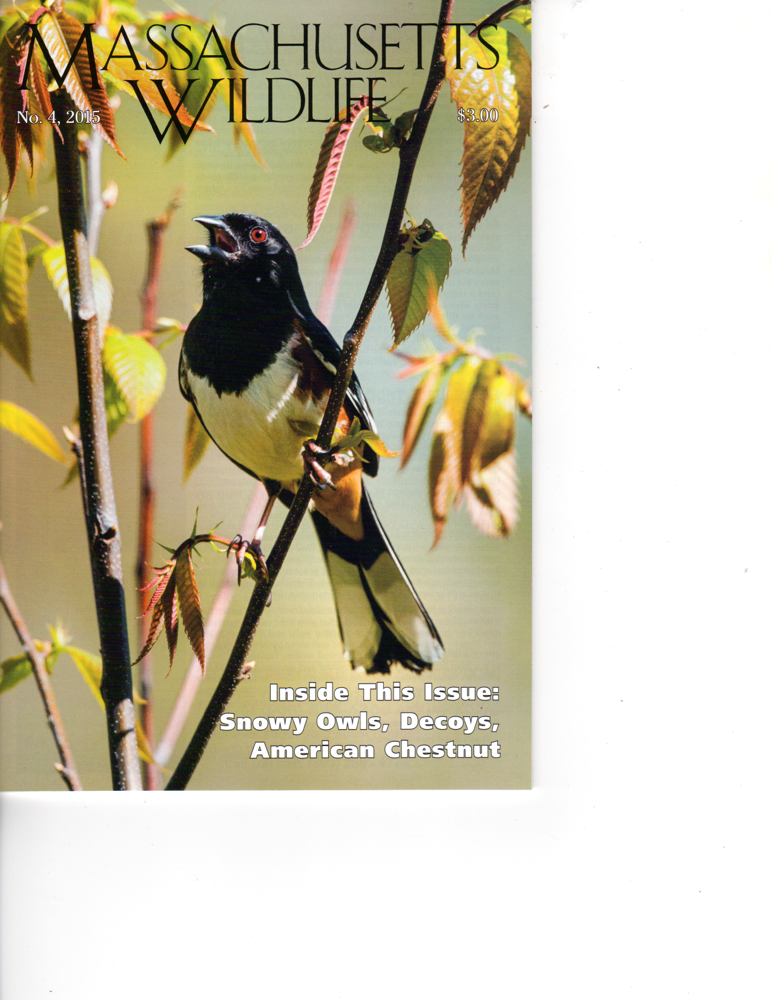 MASSACHUSETTS
WILDLIFE
No. 4, 2015
$3.00
Inside This Issue:
Snowy Owls, Decoys,
American Chestnut